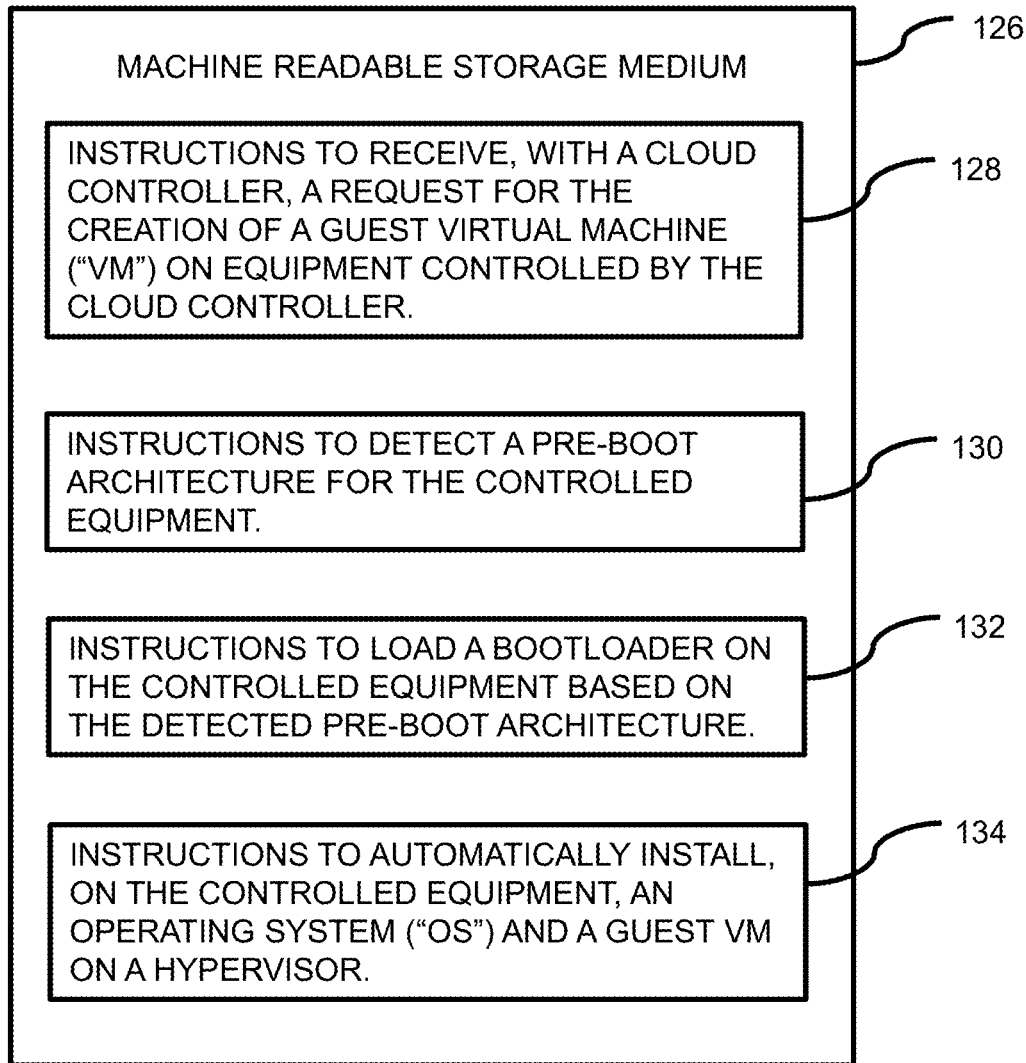 126
MACHINE READABLE STORAGE MEDIUM
INSTRUCTIONS TO RECEIVE, WITH A CLOUD
CONTROLLER, A REQUEST FOR THE
CREATION OF A GUEST VIRTUAL MACHINE
(“VM”) ON EQUIPMENT CONTROLLED BY THE
CLOUD CONTROLLER.
128
INSTRUCTIONS TO DETECT A PRE-BOOT
ARCHITECTURE FOR THE CONTROLLED
EQUIPMENT.
130
INSTRUCTIONS TO LOAD A BOOTLOADER ON
THE CONTROLLED EQUIPMENT BASED ON
THE DETECTED PRE-BOOT ARCHITECTURE.
132
INSTRUCTIONS TO AUTOMATICALLY INSTALL,
ON THE CONTROLLED EQUIPMENT, AN
OPERATING SYSTEM (“OS”) AND A GUEST VM
ON A HYPERVISOR.
134